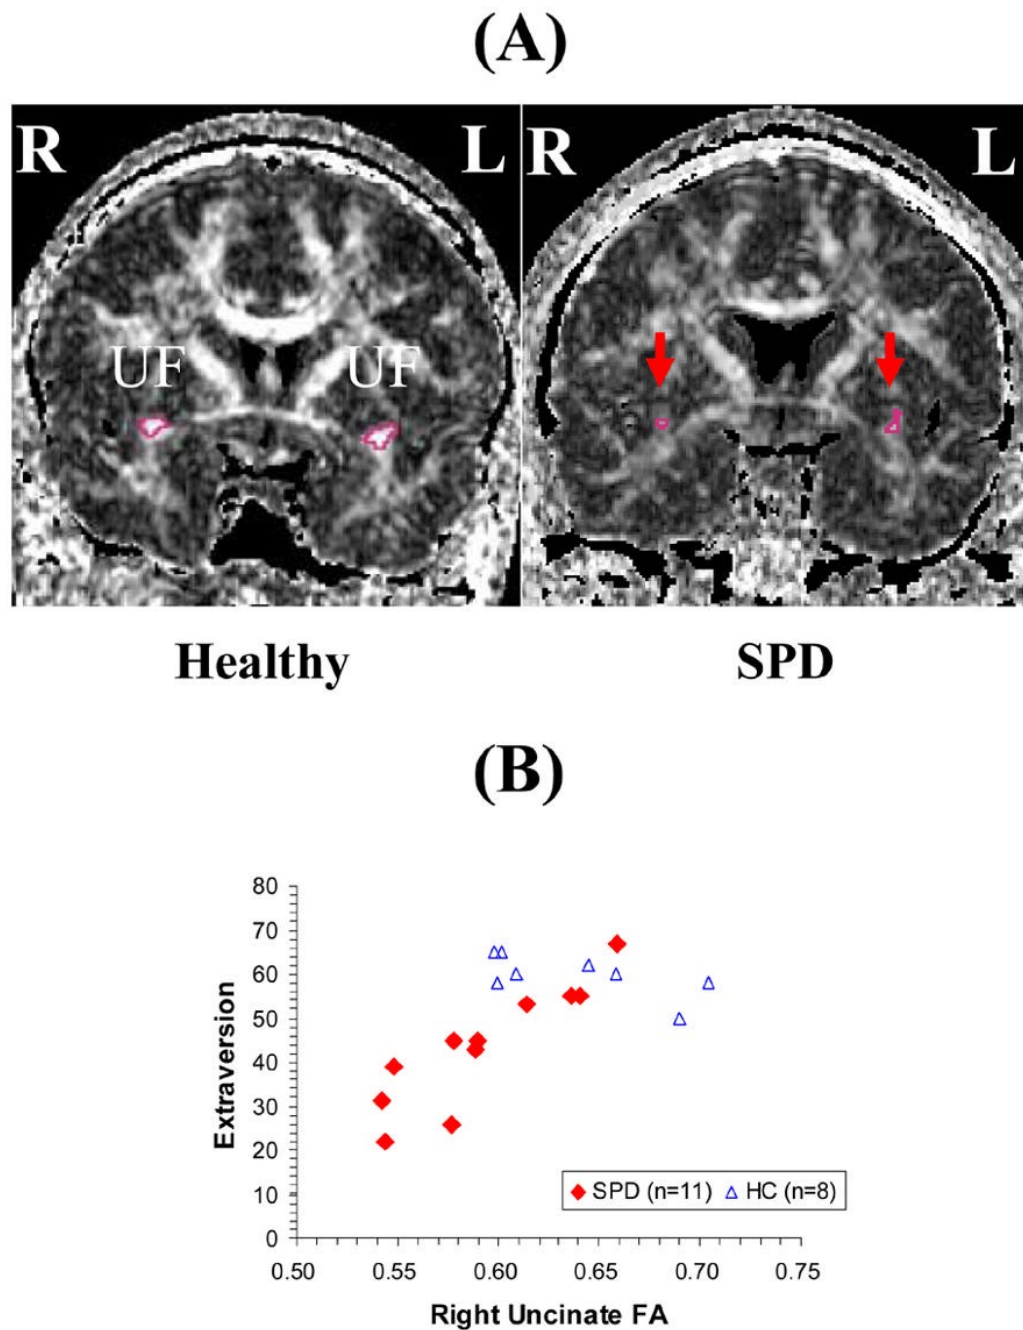 (A)
R L R L
UF UF
Healthy SPD
(B)
80
70
60
50
40
30
20
10
0
Extraversion
SPD (n=11) HC (n=8)
0.50 0.55 0.60 0.65 0.70 0.75
Right Uncinate FA